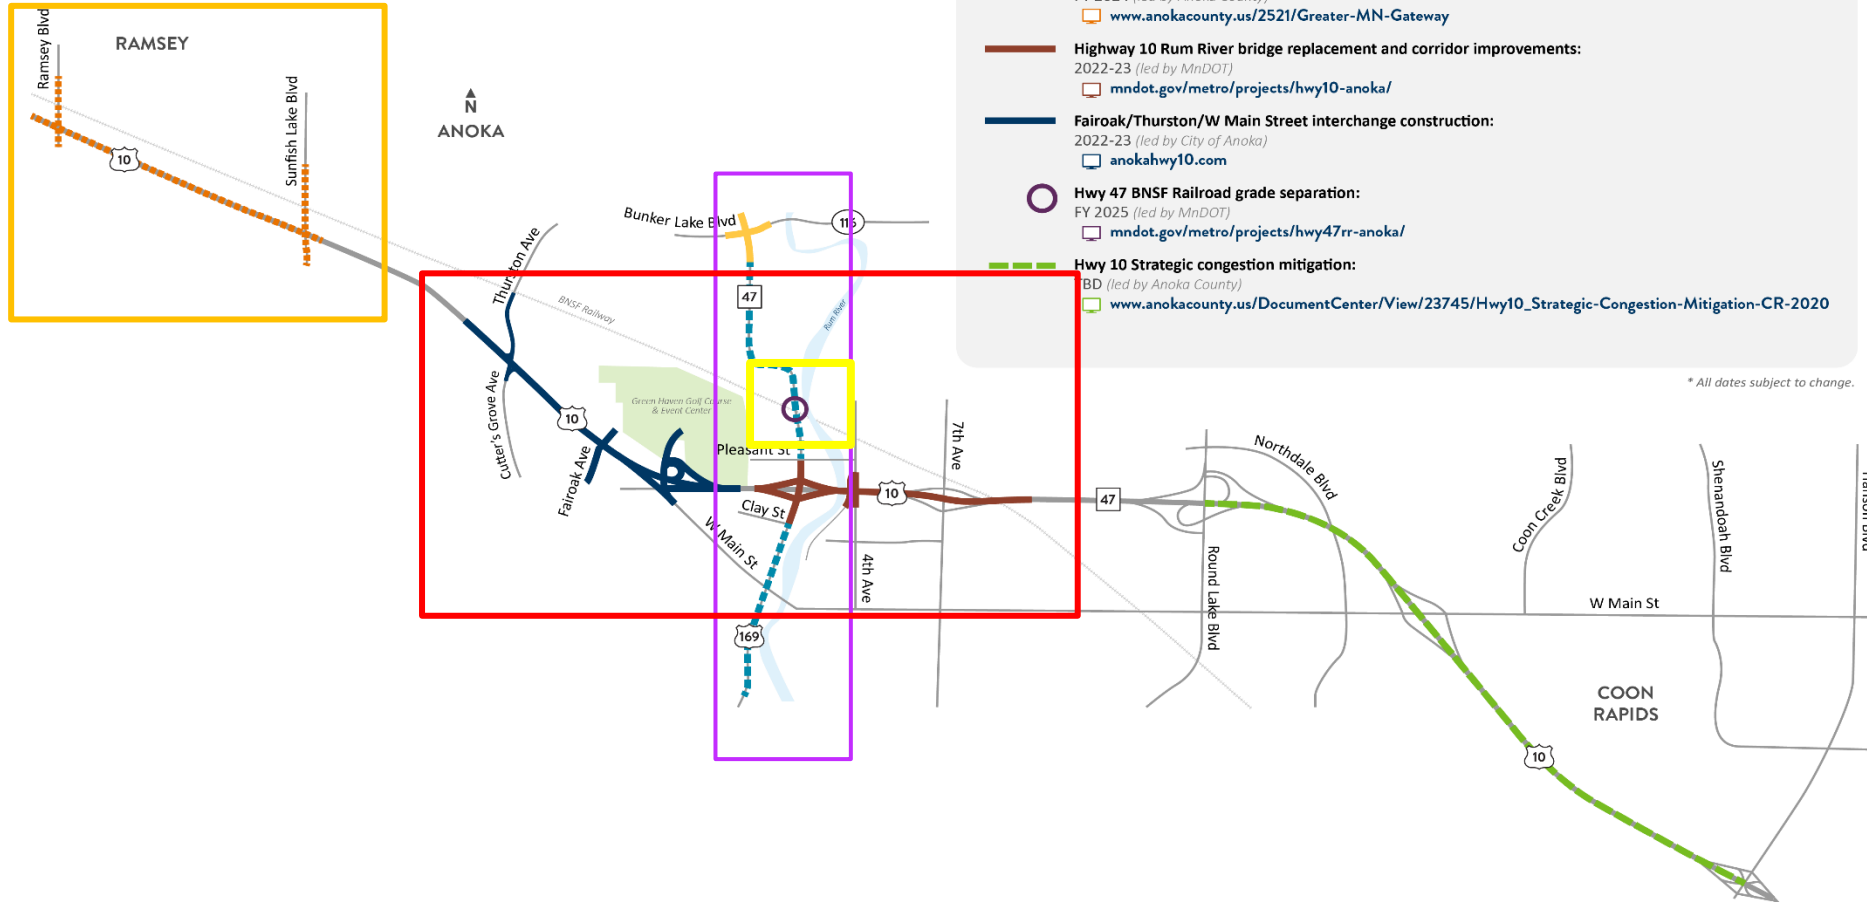 www.anokacounty.us/2521/Greater-MN-Gateway
Highway 10 Rum River bridge replacement and corridor improvements:
2022-23 (led by MnDOT)
mndot.gov/metro/projects/hwy10-anoka/
Fairoak/Thurston/W Main Street interchange construction:
2022-23 (led by City of Anoka)
anokahwy10.com
Hwy 47 BNSF Railroad grade separation:
FY 2025 (led by MnDOT)
mndot.gov/metro/projects/hwy47rr-anoka/
Hwy 10 Strategic congestion mitigation:
TBD (led by Anoka County)
www.anokacounty.us/DocumentCenter/View/23745/Hwy10_Strategic-Congestion-Mitigation-CR-2020
* All dates subject to change.
RAMSEY
Ramsey Blvd
Sunfish Lake Blvd
10
N
ANOKA
Thurston Ave
Bunker Lake Blvd
116
47
BNSF Railway
Rum River
Cutter's Grove Ave
10
Green Haven Golf Course
& Event Center
Fairoak Ave
Pleasant St
Clay St
W Main St
10
7th Ave
4th Ave
169
47
Northdale Blvd
Round Lake Blvd
Coon Creek Blvd
Shenandoah Blvd
W Main St
COON
RAPIDS
10